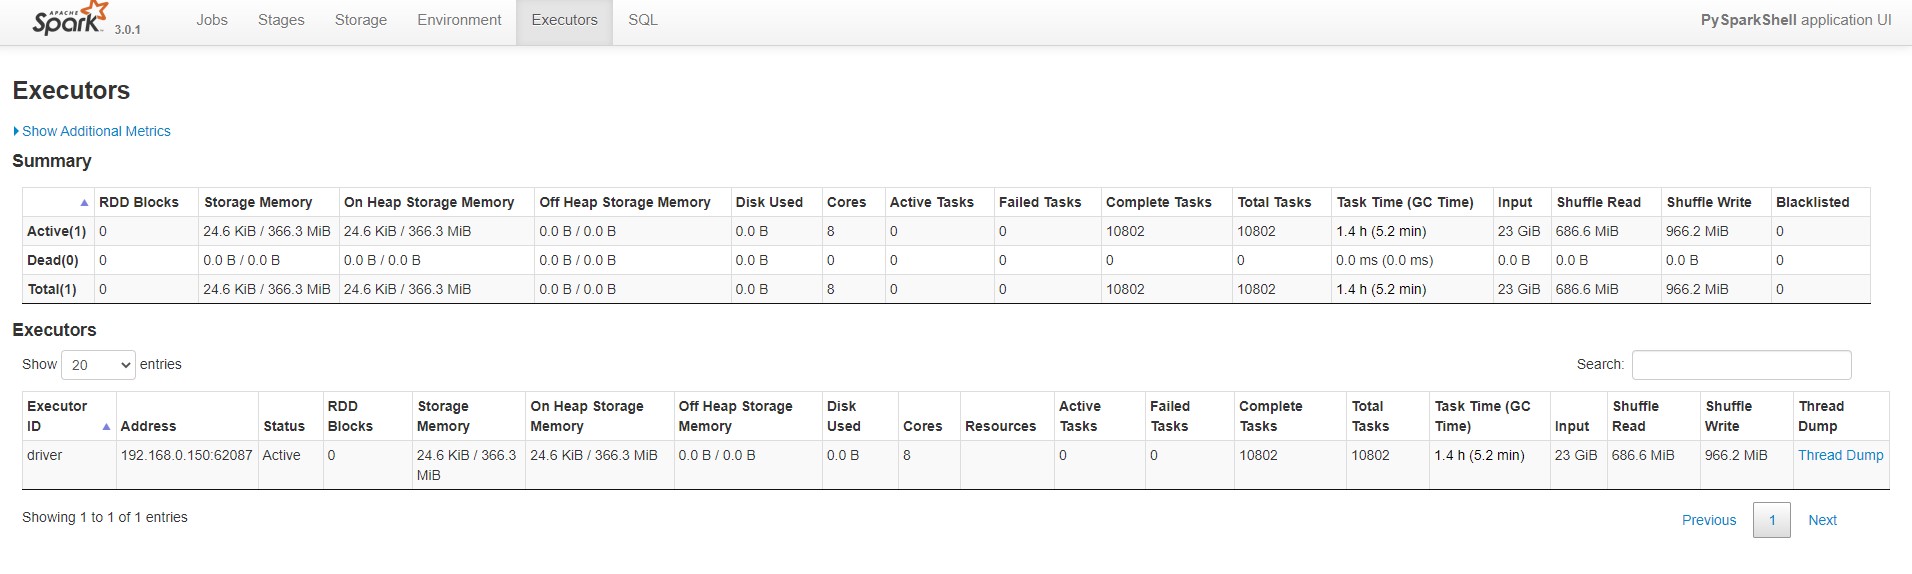 APACHE
Spark 3.0.1 Jobs Stages Storage Environment Executors SQL PySparkShell application UI
Executors
Show Additional Metrics
Summary
RDD Blocks Storage Memory On Heap Storage Memory Off Heap Storage Memory Disk Used Cores Active Tasks Failed Tasks Complete Tasks Total Tasks Task Time (GC Time) Input Shuffle Read Shuffle Write Blacklisted
Active(1) 0 24.6 KiB / 366.3 MiB 24.6 KiB / 366.3 MiB 0.0 B / 0.0 B 0.0 B 8 0 0 10802 10802 1.4 h (5.2 min) 23 GiB 686.6 MiB 966.2 MiB 0
Dead(0) 0 0.0 B / 0.0 B 0.0 B / 0.0 B 0.0 B / 0.0 B 0.0 B 0 0 0 0 0 0.0 ms (0.0 ms) 0.0 B 0.0 B 0.0 B 0
Total(1) 0 24.6 KiB / 366.3 MiB 24.6 KiB / 366.3 MiB 0.0 B / 0.0 B 0.0 B 8 0 0 10802 10802 1.4 h (5.2 min) 23 GiB 686.6 MiB 966.2 MiB 0
Executors
Show 20 entries Search:
Executor RDD Storage On Heap Storage Off Heap Storage Disk Active Failed Complete Total Task Time (GC Shuffle Shuffle Thread
ID Address Status Blocks Memory Memory Memory Used Cores Resources Tasks Tasks Tasks Tasks Time) Input Read Write Dump
driver 192.168.0.150:62087 Active 0 24.6 KiB / 366.3 24.6 KiB / 366.3 MiB 0.0 B / 0.0 B 0.0 B 8 0 0 10802 10802 1.4 h (5.2 min) 23 GiB 686.6 MiB 966.2 MiB Thread Dump
MiB
Showing 1 to 1 of 1 entries Previous 1 Next